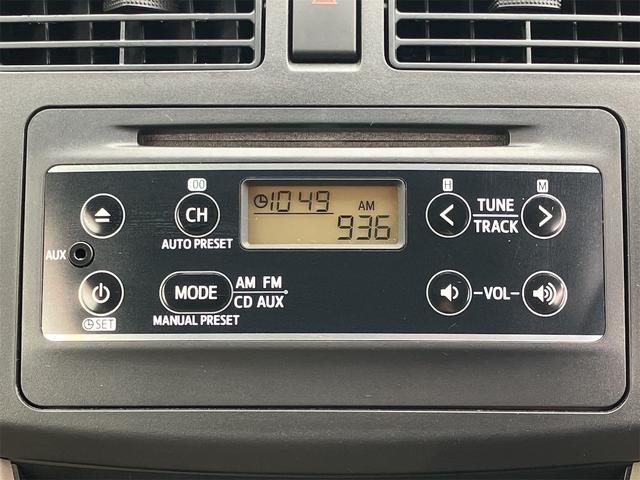 :00
CH
AUTO PRESET
1049
AM
936
H
M
TUNE
TRACK
AUX
MODE
AM FM
CD AUX
MANUAL PRESET
VOL
SET